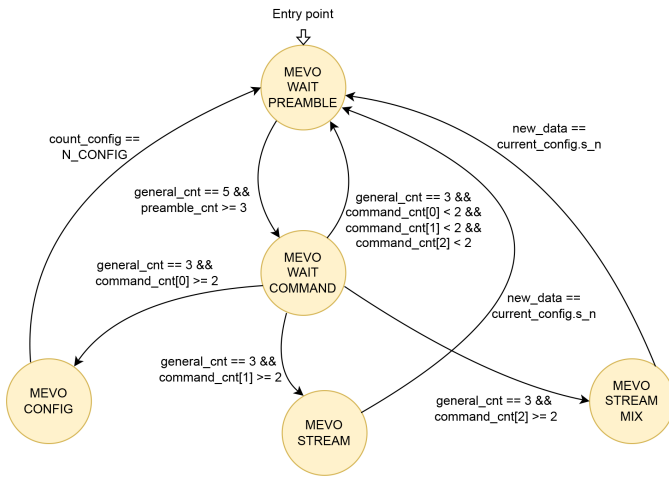 Entry point
MEVO
WAIT
PREAMBLE
count_config ==
N_CONFIG
new_data ==
current_config.s_n
general_cnt == 5 &&
preamble_cnt >= 3
general_cnt == 3 &&
command_cnt[0] < 2 &&
command_cnt[1] < 2 &&
command_cnt[2] < 2
MEVO
WAIT
COMMAND
general_cnt == 3 &&
command_cnt[0] >= 2
new_data ==
current_config.s_n
general_cnt == 3 &&
command_cnt[1] >= 2
MEVO
CONFIG
MEVO
STREAM
general_cnt == 3 &&
command_cnt[2] >= 2
MEVO
STREAM
MIX